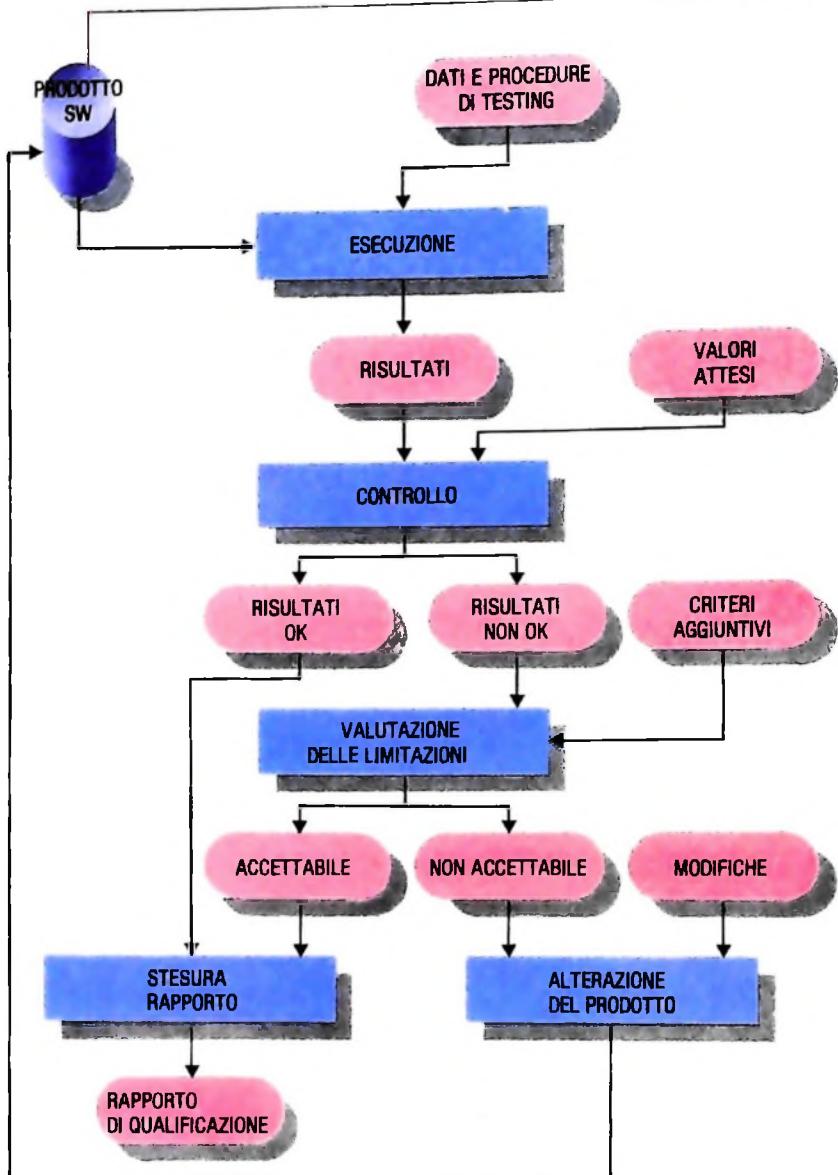 PRODOTTO
SW
DATI E PROCEDURE
DI TESTING
ESECUZIONE
RISULTATI
VALORI
ATTESI
CONTROLLO
RISULTATI
OK
RISULTATI
NON OK
CRITERI
AGGIUNTIVI
VALUTAZIONE
DELLE LIMITAZIONI
ACCETTABILE
NON ACCETTABILE
MODIFICHE
STESURA
RAPPORTO
ALTERAZIONE
DEL PRODOTTO
RAPPORTO
DI QUALIFICAZIONE